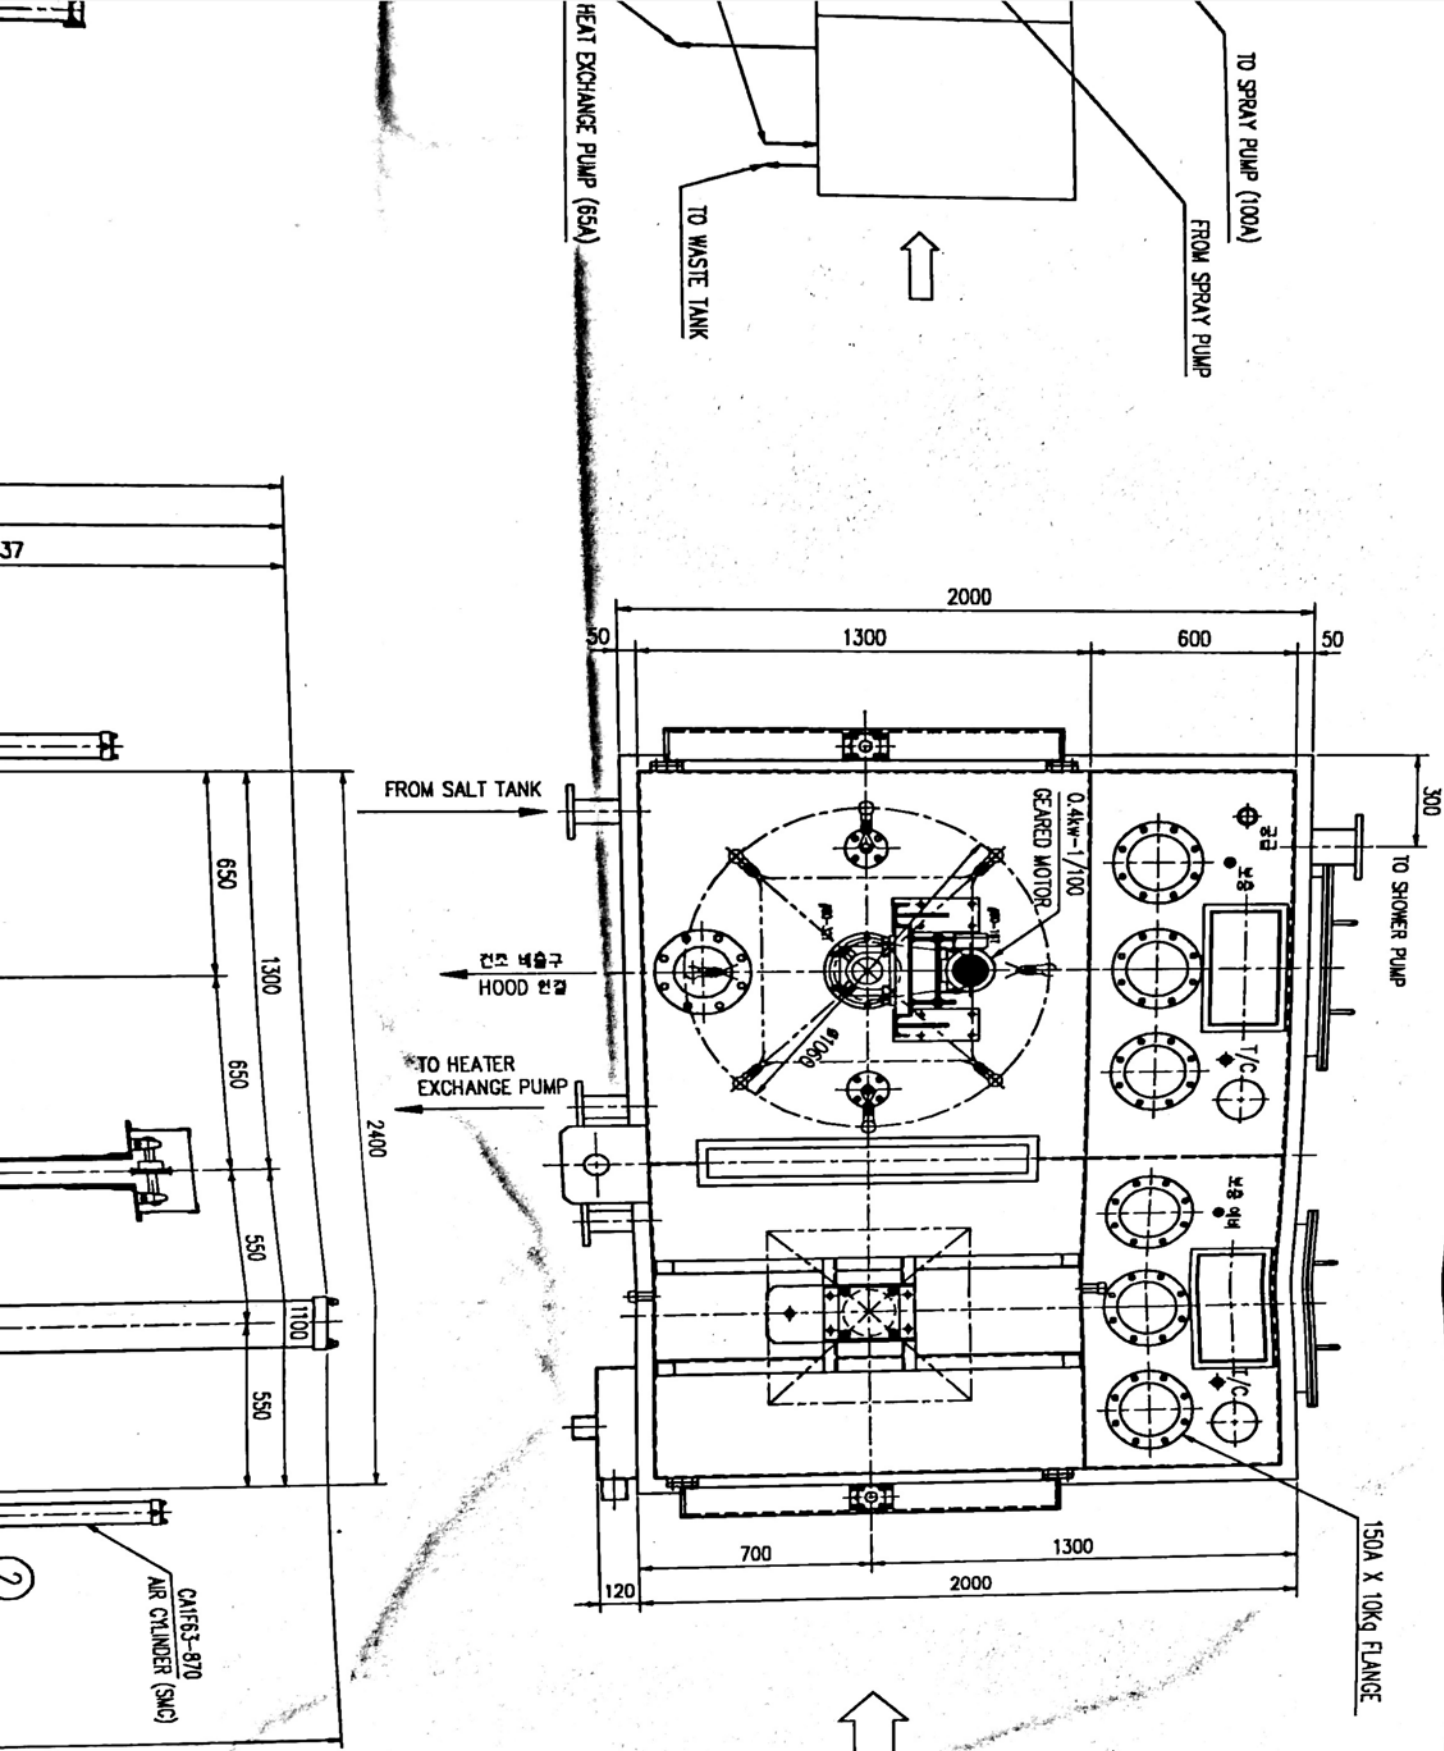 HEAT EXCHANGE PUMP (65A)
TO WASTE TANK
TO SPRAY PUMP (100A)
FROM SPRAY PUMP
37
2000
50
1300
600
50
300
FROM SALT TANK
0.4kw-1/100
GEARED MOTOR
TO SHOWER PUMP
650
1300
650
2400
건조 배출구
HOOD 연결
ø1060
TO HEATER
EXCHANGE PUMP
T/C
550
1100
550
T/C
700
1300
120
2000
150A X 10Kg FLANGE
CA1F63-870
AIR CYLINDER (SMC)
2